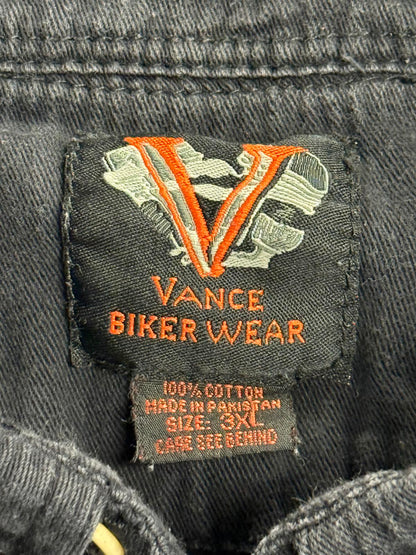 V
VANCE
BIKER WEAR
100% COTTON
MADE IN PAKISTAN
SIZE: 3XL
CARE SEE BEHIND